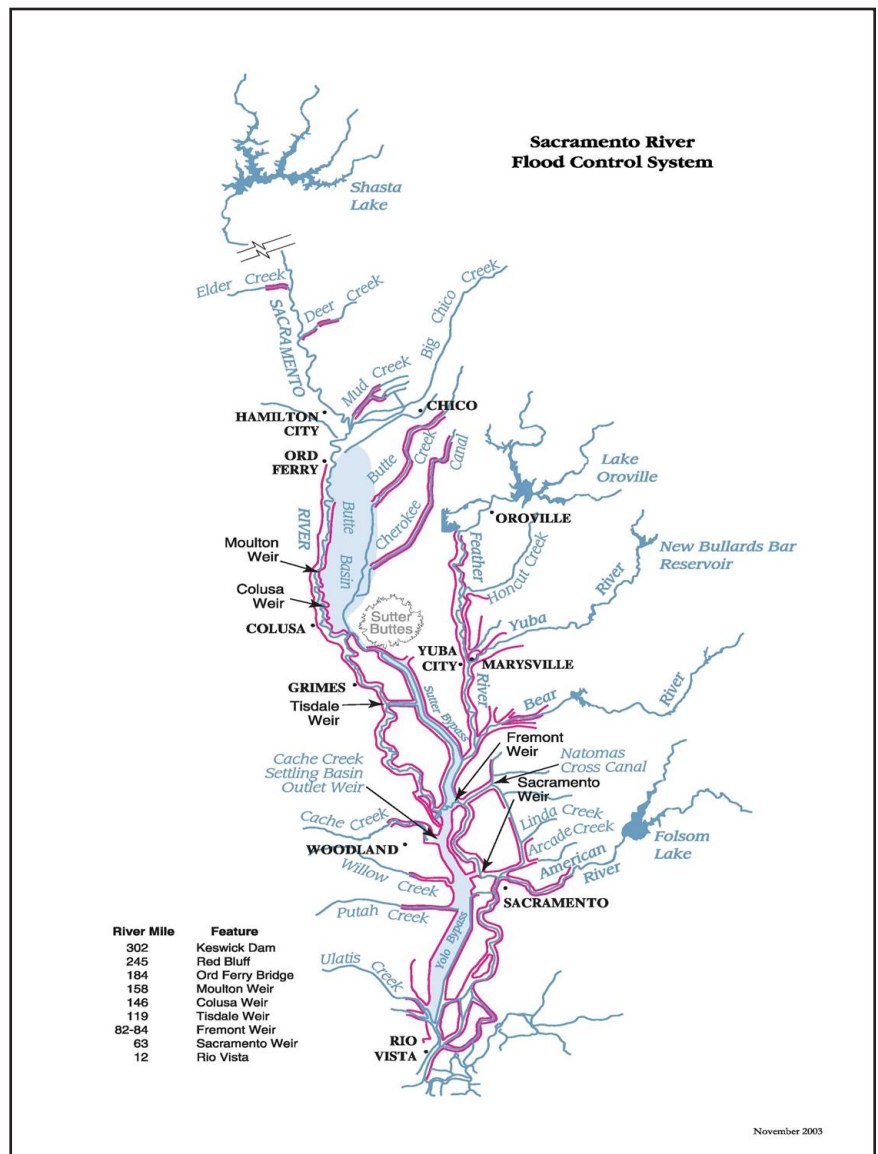 Sacramento River
Flood Control System
Shasta
Lake
Elder Creek
Deer Creek
SACRAMENTO
Big Chico Creek
Mud Creek
HAMILTON
CITY
CHICO
ORD
FERRY
Butte
Creek
Canal
Cherokee
Lake
Oroville
OROVILLE
RIVER
Butte
Basin
Feather
Honcut Creek
New Bullards Bar
Reservoir
River
Moulton
Weir
Colusa
Weir
COLUSA
Sutter
Buttes
Yuba
YUBA
CITY
MARYSVILLE
River
GRIMES
Tisdale
Weir
Sutter Bypass
Bear
River
Fremont
Weir
Cache Creek
Settling Basin
Outlet Weir
Natomas
Cross Canal
Sacramento
Weir
Cache Creek
Linda Creek
Arcade Creek
WOODLAND
American
River
Folsom
Lake
Willow Creek
SACRAMENTO
Putah Creek
Yolo Bypass
Ulatis
Creek
RIO
VISTA
River Mile Feature
302 Keswick Dam
245 Red Bluff
184 Ord Ferry Bridge
158 Moulton Weir
146 Colusa Weir
119 Tisdale Weir
82-84 Fremont Weir
63 Sacramento Weir
12 Rio Vista
November 2003